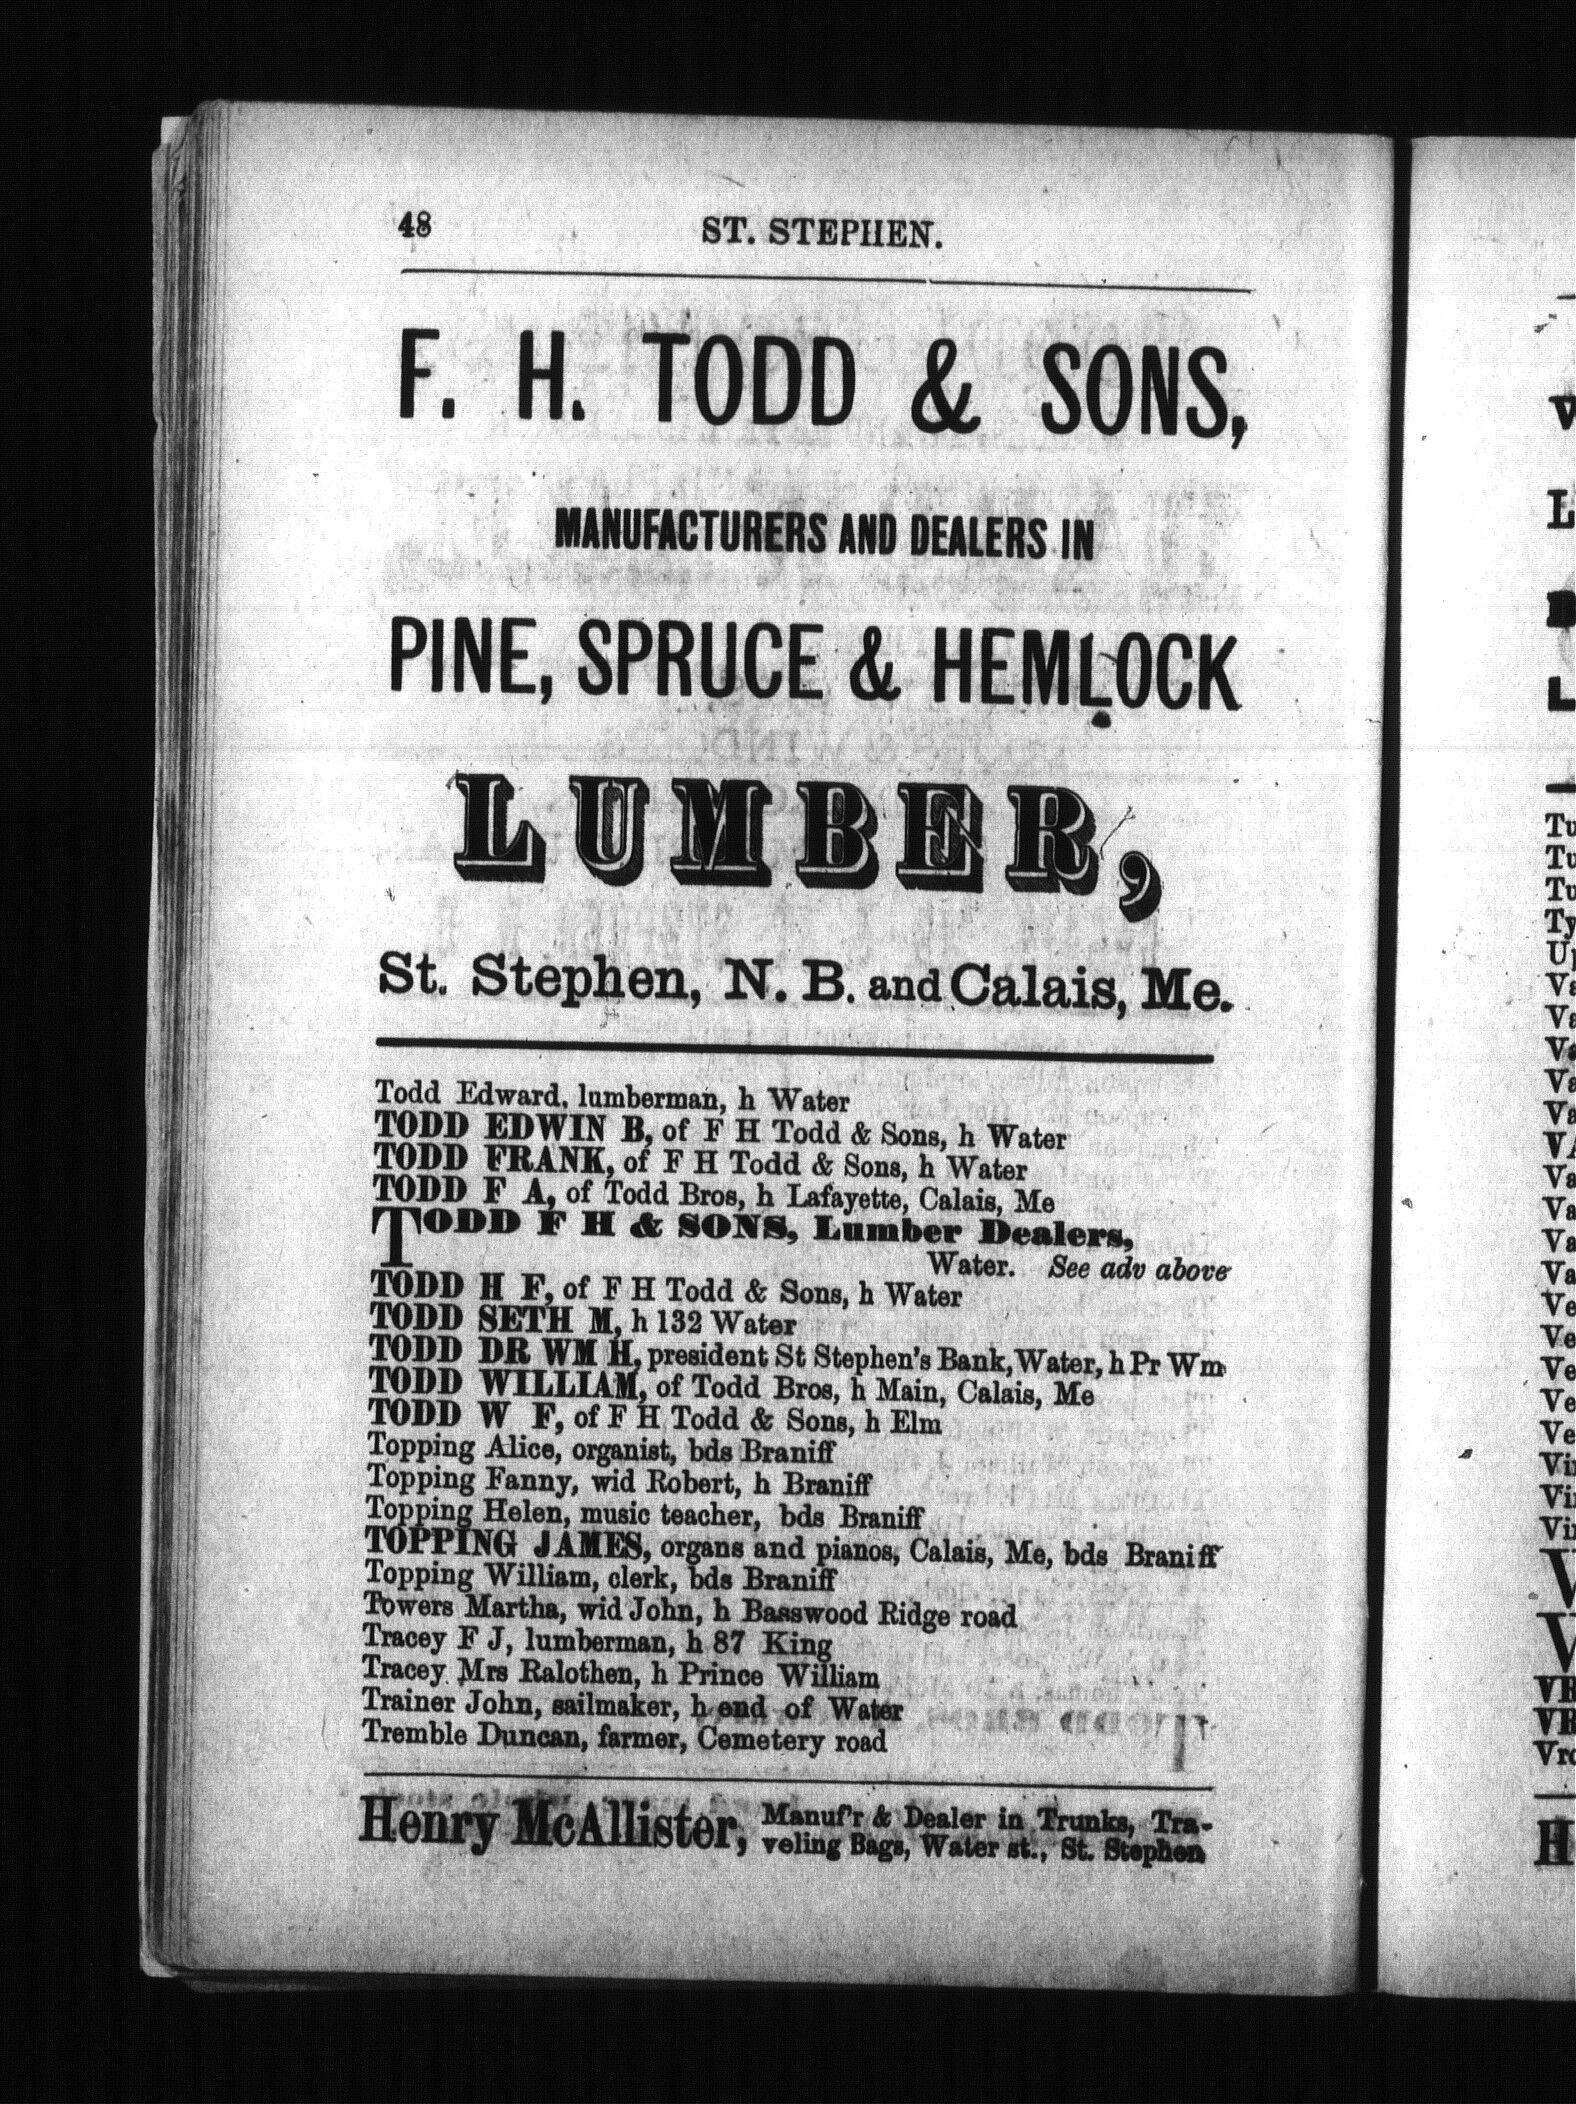 48
ST. STEPHEN.
F. H. TODD & SONS,
MANUFACTURERS AND DEALERS IN
PINE, SPRUCE & HEMLOCK
LUMBER,
St. Stephen, N. B. and Calais, Me.
Todd Edward, lumberman, h Water
TODD EDWIN B, of F H Todd & Sons, h Water
TODD FRANK, of F H Todd & Sons, h Water
TODD F A, of Todd Bros, h Lafayette, Calais, Me
TODD F H & SONS, Lumber Dealers,
Water. See adv above
TODD H F, of F H Todd & Sons, h Water
TODD SETH M, h 132 Water
TODD DR WM H, president St Stephen's Bank, Water, h Pr Wm
TODD WILLIAM, of Todd Bros, h Main, Calais, Me
TODD W F, of F H Todd & Sons, h Elm
Topping Alice, organist, bds Braniff
Topping Fanny, wid Robert, h Braniff
Topping Helen, music teacher, bds Braniff
TOPPING JAMES, organs and pianos, Calais, Me, bds Braniff
Topping William, clerk, bds Braniff
Towers Martha, wid John, h Basswood Ridge road
Tracey F J, lumberman, h 87 King
Tracey Mrs Ralothen, h Prince William
Trainer John, sailmaker, h end of Water
Tremble Duncan, farmer, Cemetery road
Henry McAllister, Manuf'r & Dealer in Trunks, Tra-
veling Bags, Water st., St. Stephen